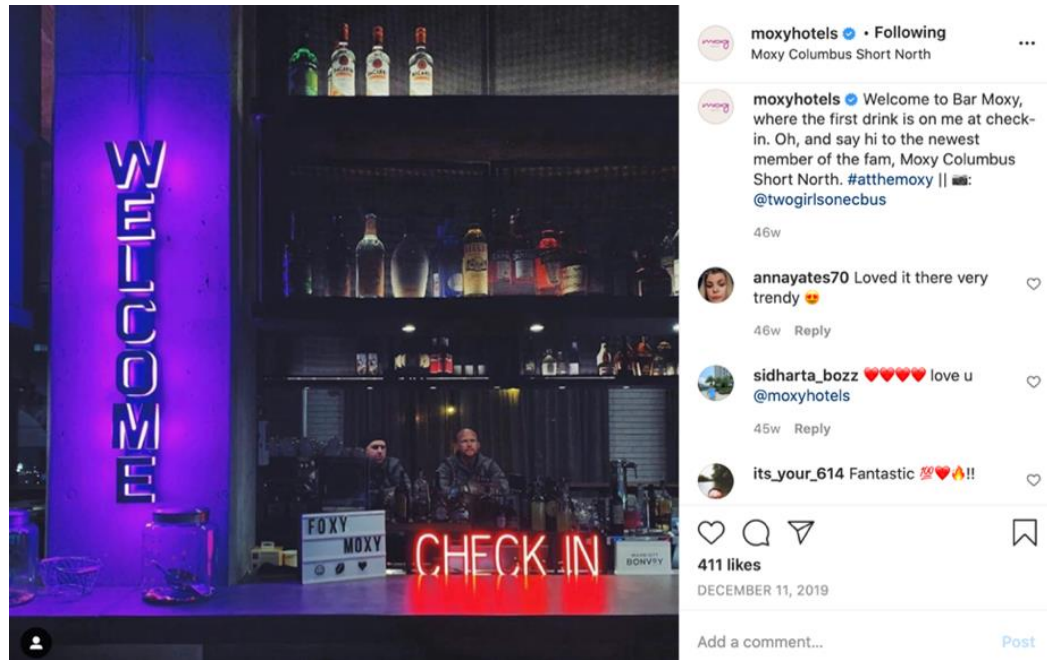 WELCOME
FOXY
MOXY
CHECK IN
BONVOY
moxyhotels • Following
Moxy Columbus Short North
moxyhotels Welcome to Bar Moxy,
where the first drink is on me at check-
in. Oh, and say hi to the newest
member of the fam, Moxy Columbus
Short North. #atthemoxy || 📷:
@twogirlsonecbus
46w
annayates70 Loved it there very
trendy 😍
46w Reply
sidharta_bozz ❤️❤️❤️❤️ love u
@moxyhotels
45w Reply
its_your_614 Fantastic 💯❤️🔥!!
411 likes
DECEMBER 11, 2019
Add a comment...
Post